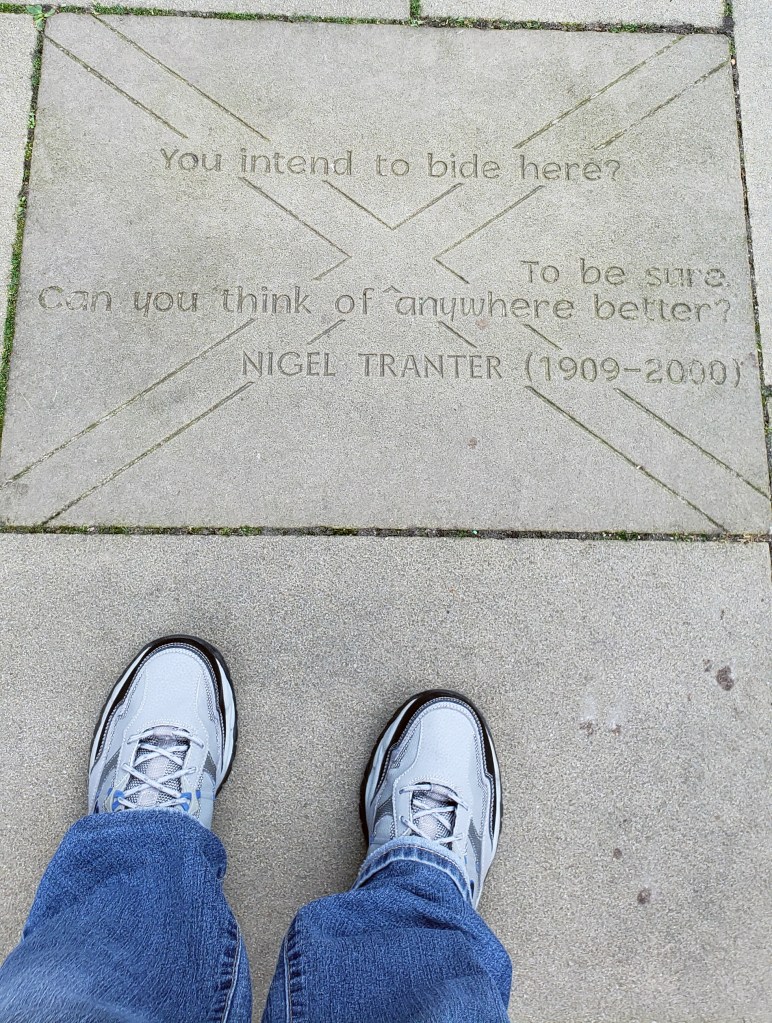 You intend to bide here?
To be sure.
Can you think of ^anywhere better?
NIGEL TRANTER (1909-2000)